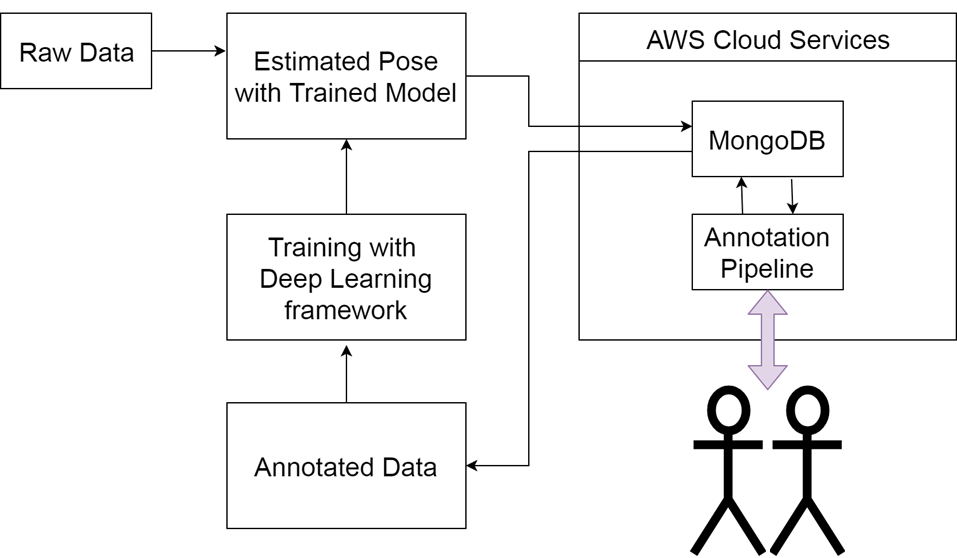 Raw Data
Estimated Pose
with Trained Model
AWS Cloud Services
MongoDB
Training with
Deep Learning
framework
Annotation
Pipeline
Annotated Data